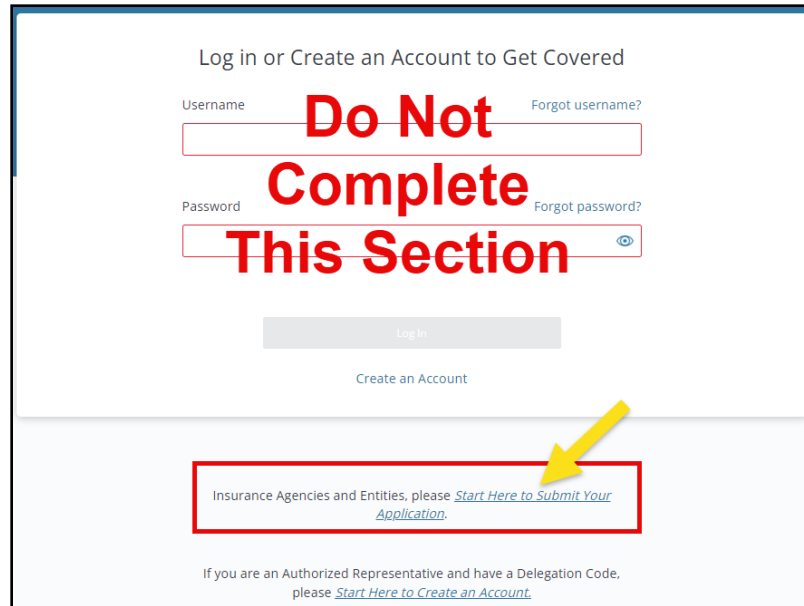 Log in or Create an Account to Get Covered
Username
Forgot username?
Do Not
Complete
Password
Forgot password?
This Section
Log In
Create an Account
Insurance Agencies and Entities, please Start Here to Submit Your
Application.
If you are an Authorized Representative and have a Delegation Code,
please Start Here to Create an Account.